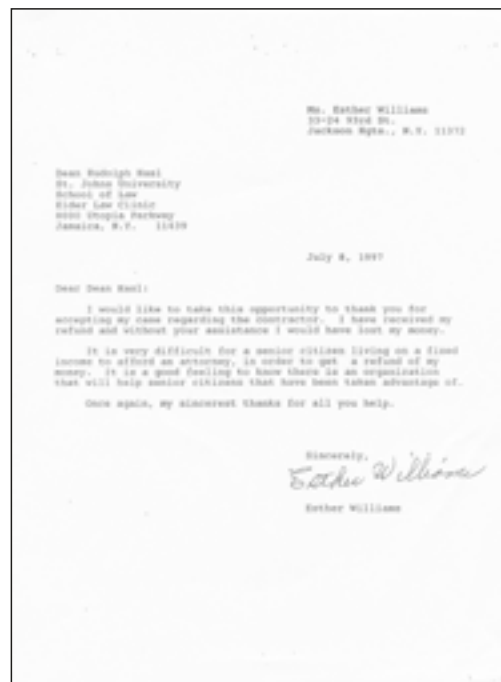 Ms. Esther Williams
33-24 93rd St.
Jackson Hgts., N.Y. 11372
Dean Rudolph Hasl
St. Johns University
School of Law
Elder Law Clinic
8000 Utopia Parkway
Jamaica, N.Y. 11439
July 8, 1997
Dear Dean Hasl:
I would like to take this opportunity to thank you for
accepting my case regarding the contractor. I have received my
refund and without your assistance I would have lost my money.
It is very difficult for a senior citizen living on a fixed
income to afford an attorney, in order to get a refund of my
money. It is a good feeling to know there is an organization
that will help senior citizens that have been taken advantage of.
Once again, my sincerest thanks for all you help.
Sincerely,
Esther Williams
Esther Williams